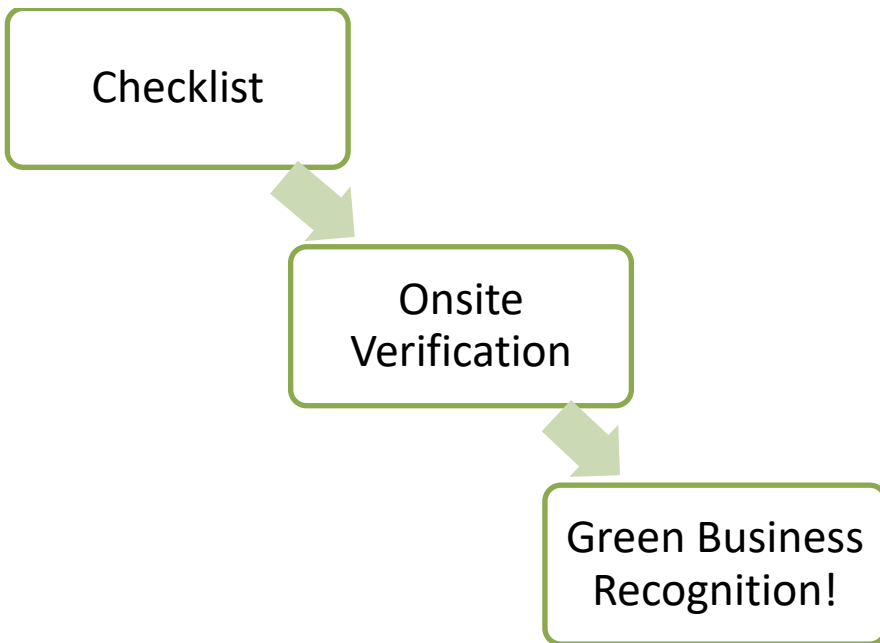 Checklist
Onsite
Verification
Green Business
Recognition!